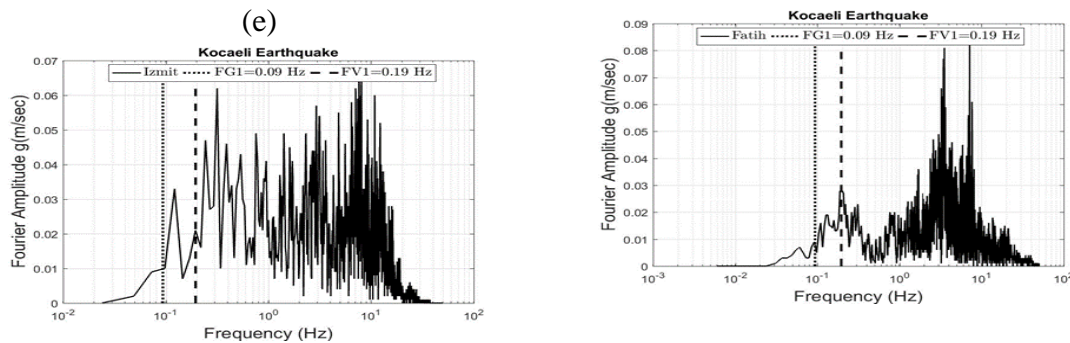 (e)
Kocaeli Earthquake
Izmit FG1=0.09 Hz FV1=0.19 Hz
0.07
0.06
0.05
0.04
0.03
0.02
0.01
0
Fourier Amplitude g(m/sec)
10-2 10-1 100 101 102
Frequency (Hz)
Kocaeli Earthquake
Fatih FG1=0.09 Hz FV1=0.19 Hz
0.09
0.08
0.07
0.06
0.05
0.04
0.03
0.02
0.01
0
Fourier Amplitude g(m/sec)
10-3 10-2 10-1 100 101 102
Frequency (Hz)